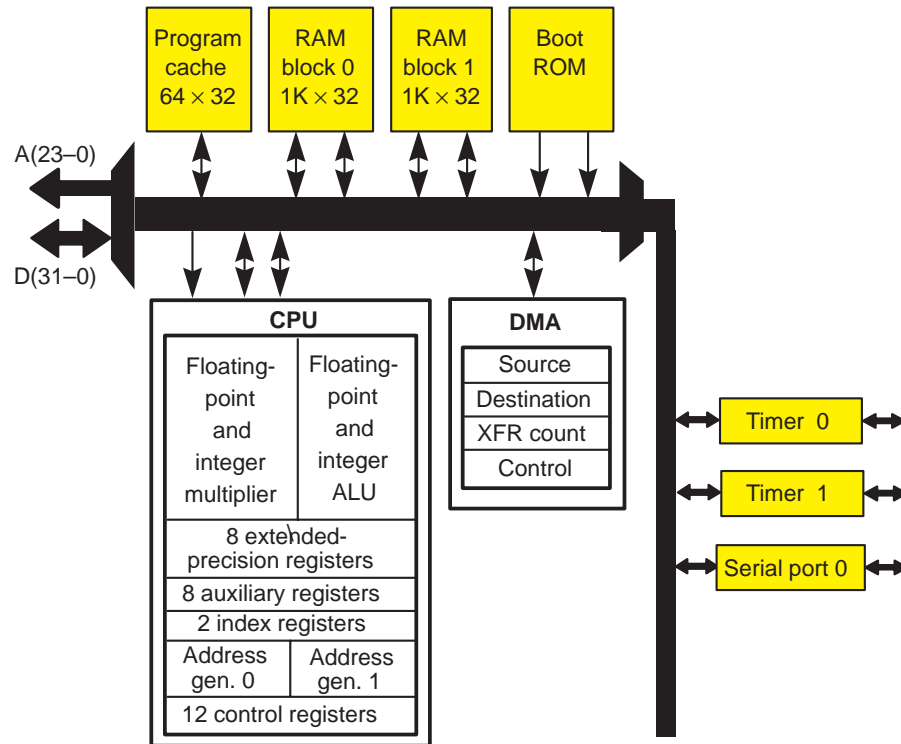 Program
cache
64 × 32
RAM
block 0
1K × 32
RAM
block 1
1K × 32
Boot
ROM
A(23–0)
D(31–0)
CPU
Floating-
point
and
integer
multiplier
Floating-
point
and
integer
ALU
8 extended-
precision registers
8 auxiliary registers
2 index registers
Address
gen. 0
Address
gen. 1
12 control registers
DMA
Source
Destination
XFR count
Control
Timer 0
Timer 1
Serial port 0